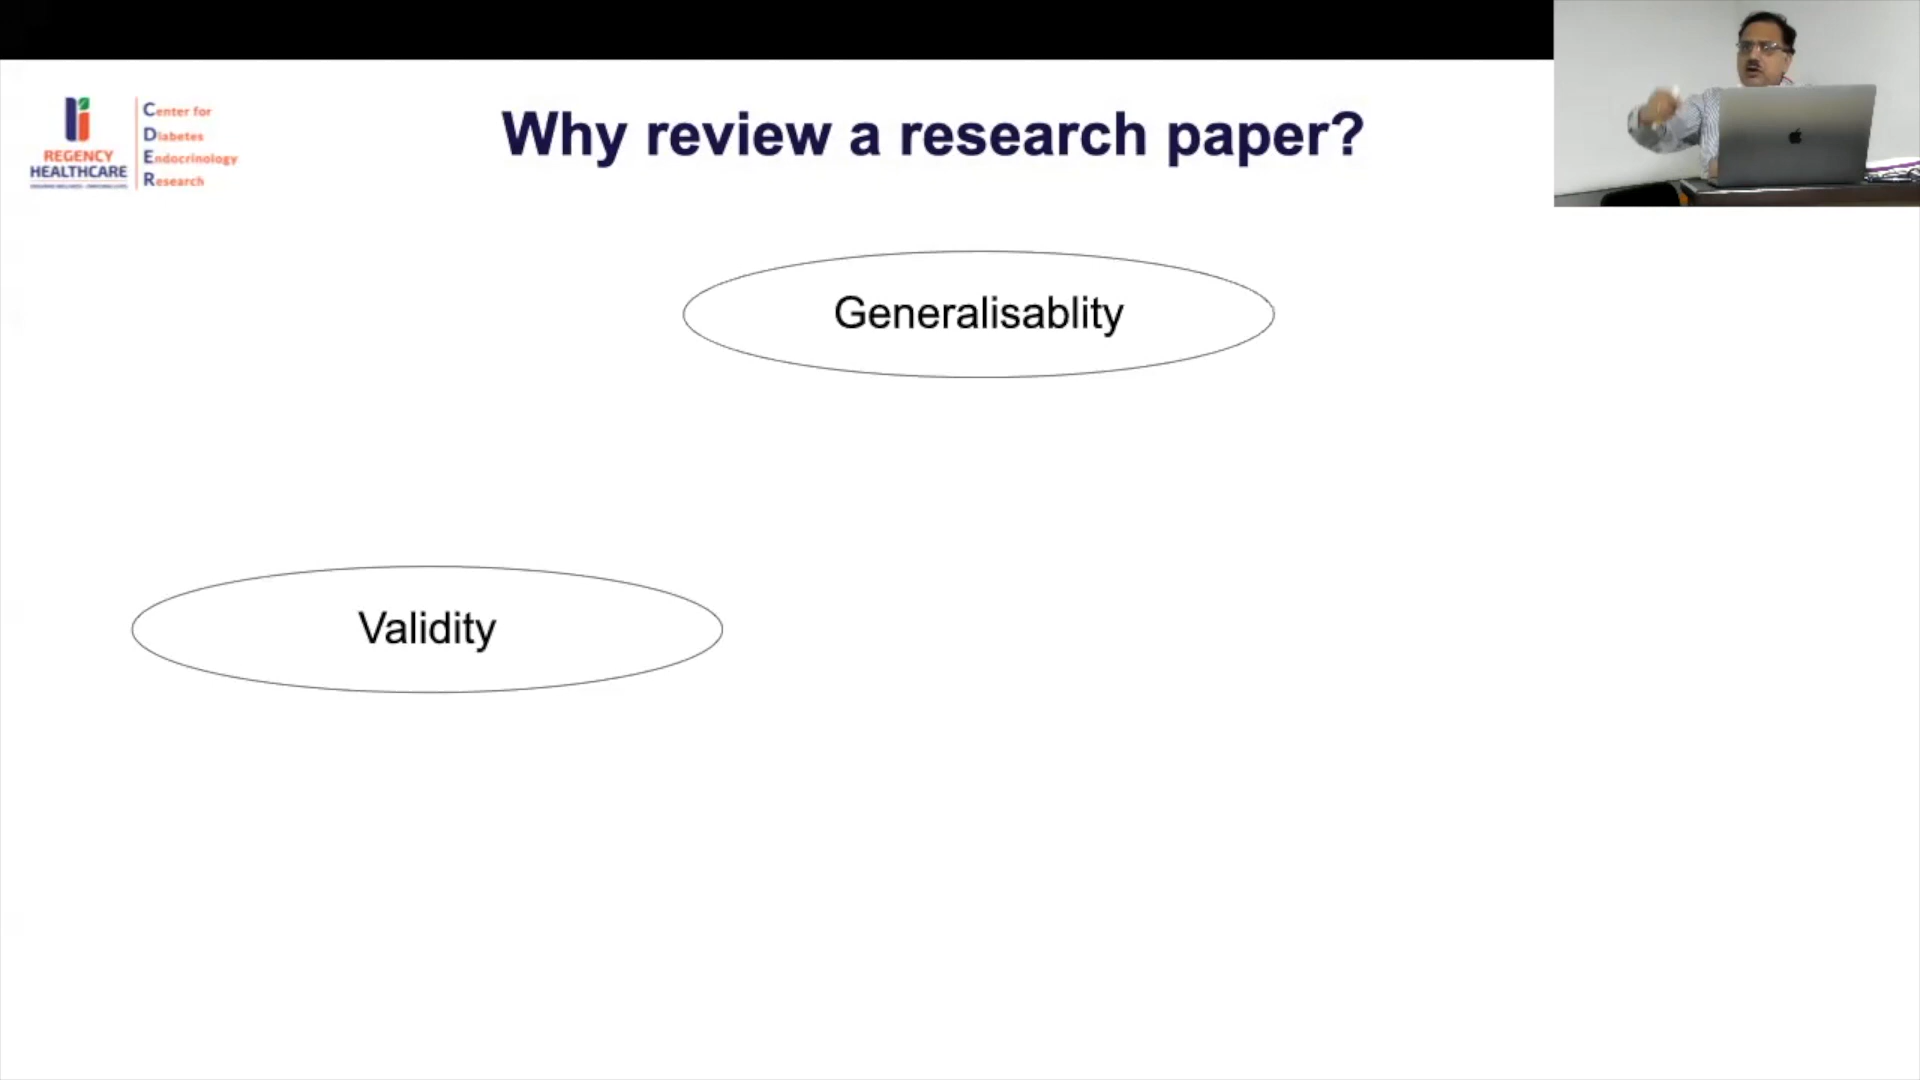 REGENCY
HEALTHCARE
Center for
Diabetes
Endocrinology
Research
Why review a research paper?
Generalisablity
Validity